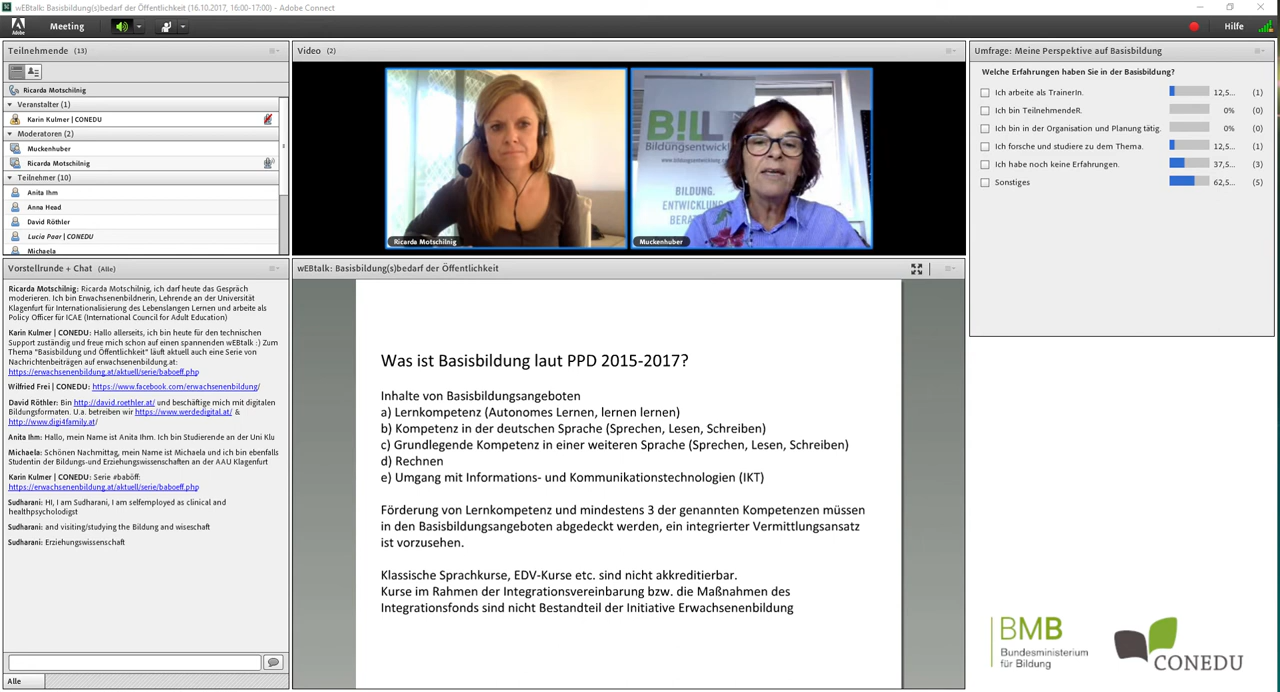 wEBtalk: Basisbildung(s)bedarf der Öffentlichkeit (16.10.2017, 16:00-17:00) - Adobe Connect
Adobe
Meeting
Hilfe
Teilnehmende (13)
Ricarda Motschilnig
Veranstalter (1)
Karin Kulmer | CONEDU
Moderatoren (2)
Muckenhuber
Ricarda Motschilnig
Teilnehmer (10)
Anita Ihm
Anna Head
David Röthler
Lucia Paar | CONEDU
Michaela
Vorstellrunde + Chat (Alle)
Ricarda Motschilnig: Ricarda Motschilnig, ich darf heute das Gespräch
moderieren. Ich bin Erwachsenenbildnerin, Lehrende an der Universität
Klagenfurt für Internationalisierung des Lebenslangen Lernen und arbeite als
Policy Officer für ICAE (International Council for Adult Education)
Karin Kulmer | CONEDU: Hallo allerseits, ich bin heute für den technischen
Support zuständig und freue mich schon auf einen spannenden wEBtalk :) Zum
Thema "Basisbildung und Öffentlichkeit" läuft aktuell auch eine Serie von
Nachrichtenbeiträgen auf erwachsenenbildung.at:
https://erwachsenenbildung.at/aktuell/serie/baboeff.php
Wilfried Frei | CONEDU: https://www.facebook.com/erwachsenenbildung/
David Röthler: Bin http://david.roethler.at/ und beschäftige mich mit digitalen
Bildungsformaten. U.a. betreiben wir https://www.werdedigital.at/ &
http://www.digi4family.at/
Anita Ihm: Hallo, mein Name ist Anita Ihm. Ich bin Studierende an der Uni Klu
Michaela: Schönen Nachmittag, mein Name ist Michaela und ich bin ebenfalls
Studentin der Bildungs-und Erziehungswissenschaften an der AAU Klagenfurt
Karin Kulmer | CONEDU: Serie #baböff:
https://erwachsenenbildung.at/aktuell/serie/baboeff.php
Sudharani: HI, I am Sudharani, I am selfemployed as clinical and
healthpsycholodigst
Sudharani: and visiting/studying the Bildung and wiseschaft
Sudharani: Erziehungswissenschaft
Alle
Video (2)
Ricarda Motschilnig
B!LL
Bildungsentwickl
www.bildungsentwicklung
BILDUNG.
ENTWICKLUNG
BERAT
Muckenhuber
wEBtalk: Basisbildung(s)bedarf der Öffentlichkeit
Was ist Basisbildung laut PPD 2015-2017?
Inhalte von Basisbildungsangeboten
a) Lernkompetenz (Autonomes Lernen, lernen lernen)
b) Kompetenz in der deutschen Sprache (Sprechen, Lesen, Schreiben)
c) Grundlegende Kompetenz in einer weiteren Sprache (Sprechen, Lesen, Schreiben)
d) Rechnen
e) Umgang mit Informations- und Kommunikationstechnologien (IKT)
Förderung von Lernkompetenz und mindestens 3 der genannten Kompetenzen müssen
in den Basisbildungsangeboten abgedeckt werden, ein integrierter Vermittlungsansatz
ist vorzusehen.
Klassische Sprachkurse, EDV-Kurse etc. sind nicht akkreditierbar.
Kurse im Rahmen der Integrationsvereinbarung bzw. die Maßnahmen des
Integrationsfonds sind nicht Bestandteil der Initiative Erwachsenenbildung
Umfrage: Meine Perspektive auf Basisbildung
Welche Erfahrungen haben Sie in der Basisbildung?
Ich arbeite als TrainerIn. 12,5... (1)
Ich bin TeilnehmendeR. 0% (0)
Ich bin in der Organisation und Planung tätig. 0% (0)
Ich forsche und studiere zu dem Thema. 12,5... (1)
Ich habe noch keine Erfahrungen. 37,5... (3)
Sonstiges 62,5... (5)
BMB
Bundesministerium
für Bildung
CONEDU